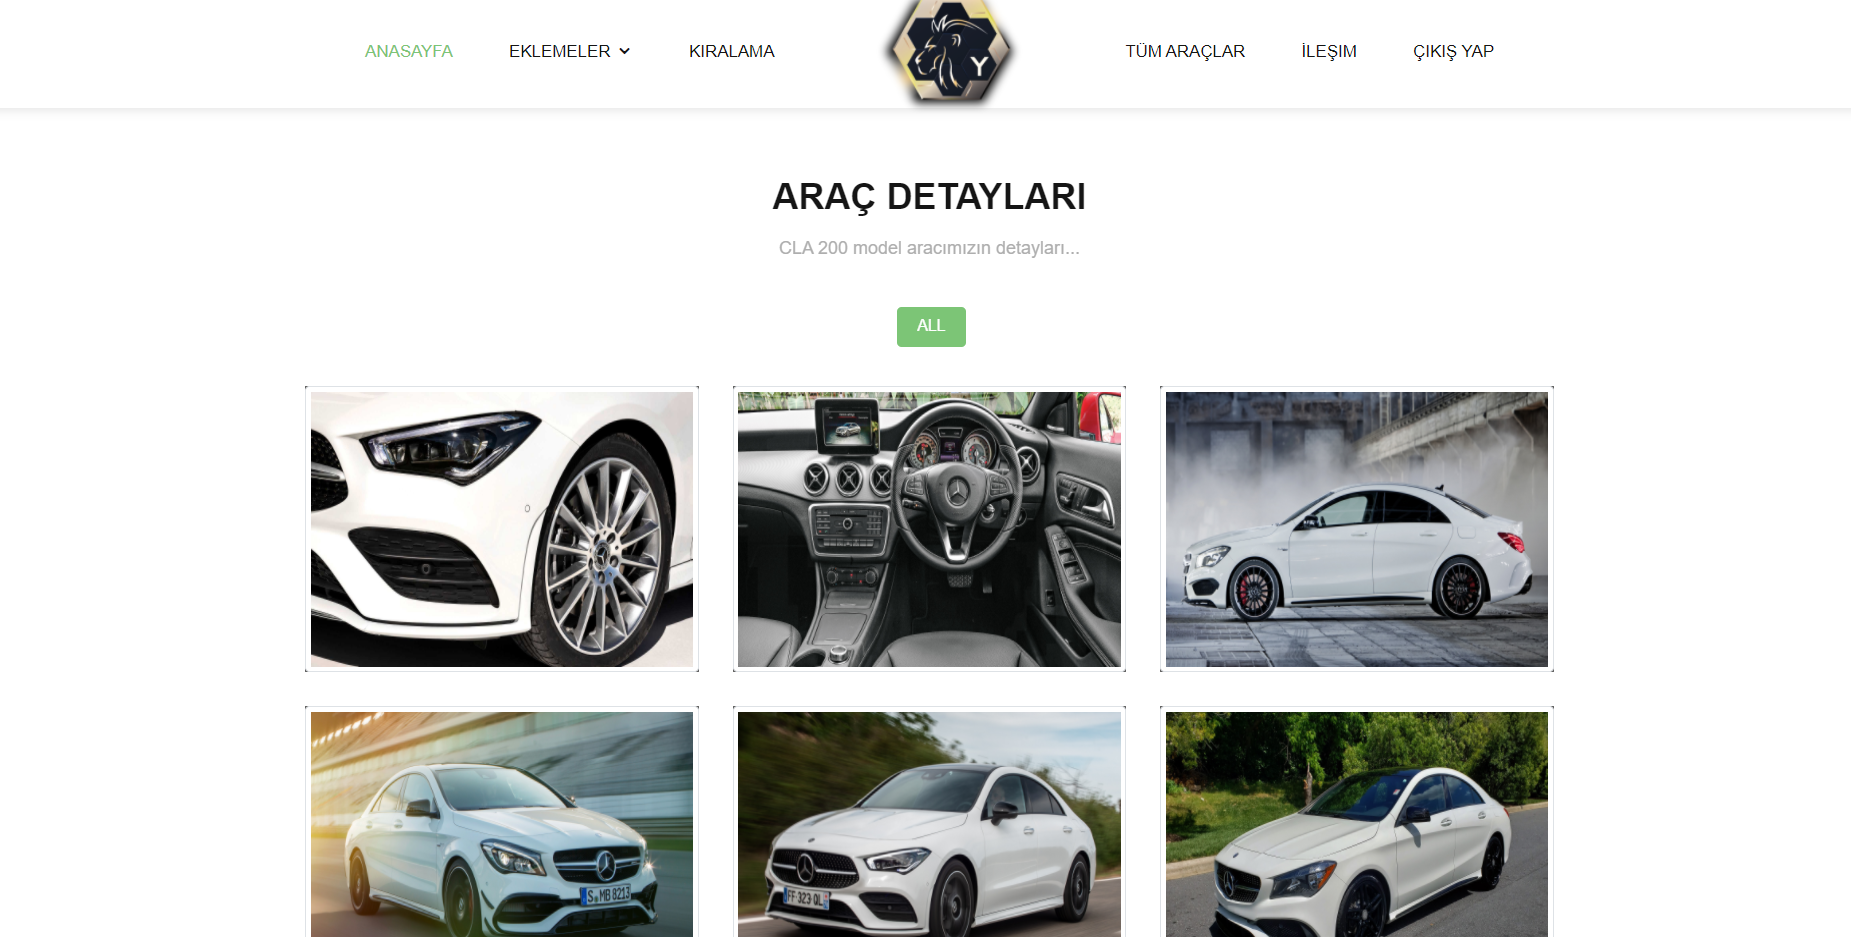 ANASAYFA
EKLEMELER
KIRALAMA
Y
TÜM ARAÇLAR
İLEŞIM
ÇIKIŞ YAP
ARAÇ DETAYLARI
CLA 200 model aracımızın detayları...
ALL
S MB 8213
FF 323 QL